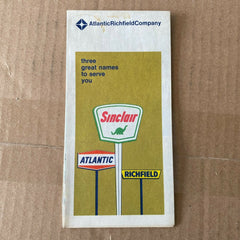 AtlanticRichfieldCompany
three
great names
to serve
you
Sinclair
ATLANTIC
RICHFIELD